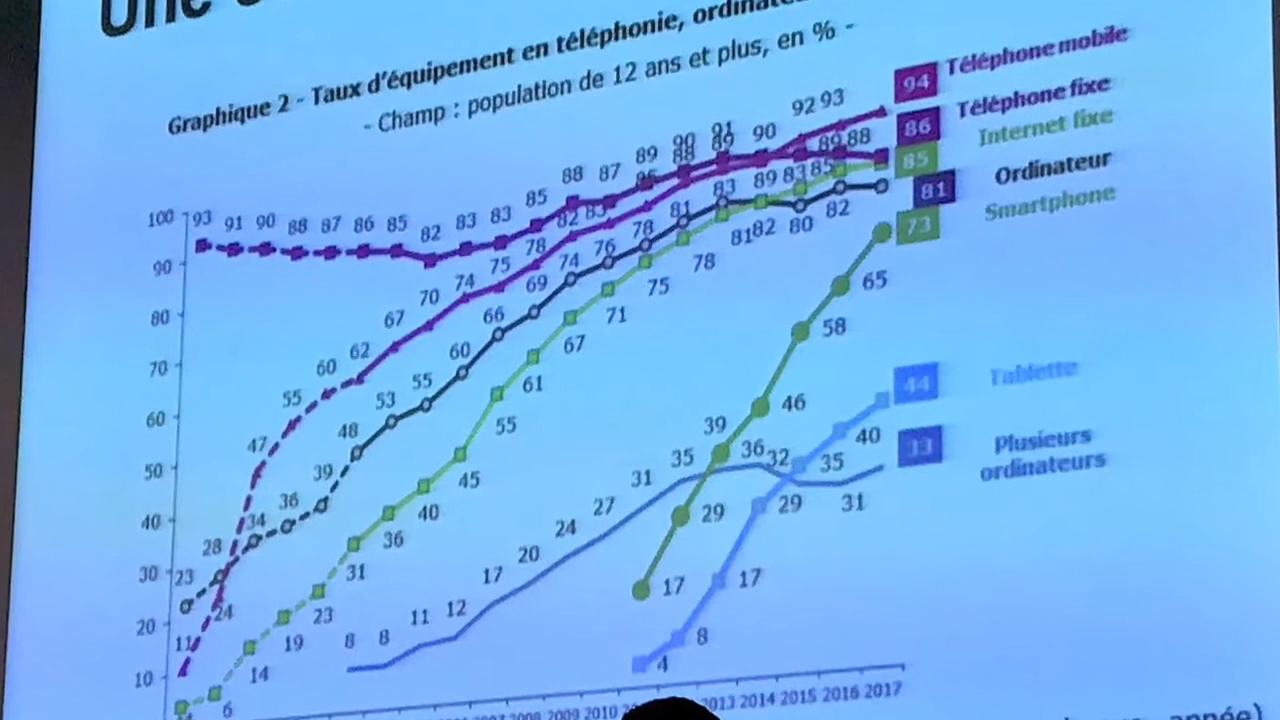 Une
Graphique 2 - Taux d'équipement en téléphonie,
- Champ : population de 12 ans et plus, en % -
94 Téléphone mobile
86 Téléphone fixe
85 Internet fixe
81 Ordinateur
73 Smartphone
44 Tablette
Plusieurs
ordinateurs
100
90
80
70
60
50
40
30
20
10
93 91 90 88 87 86 85 82 83 83 85 88 87 89 90 91 90 89 88
11 24 47 55 60 62 67 70 74 75 78 82 83 88 89 92 93
23 28 34 36 39 48 53 55 60 66 69 74 76 78 81 83 82 80 82
6 14 19 23 31 36 40 45 55 61 67 71 75 78 81 83 85
17 29 39 46 58 65
4 8 17 29 35 40
8 8 11 12 17 20 24 27 31 35 36 32 31
2008 2009 2010 2013 2014 2015 2016 2017
année)